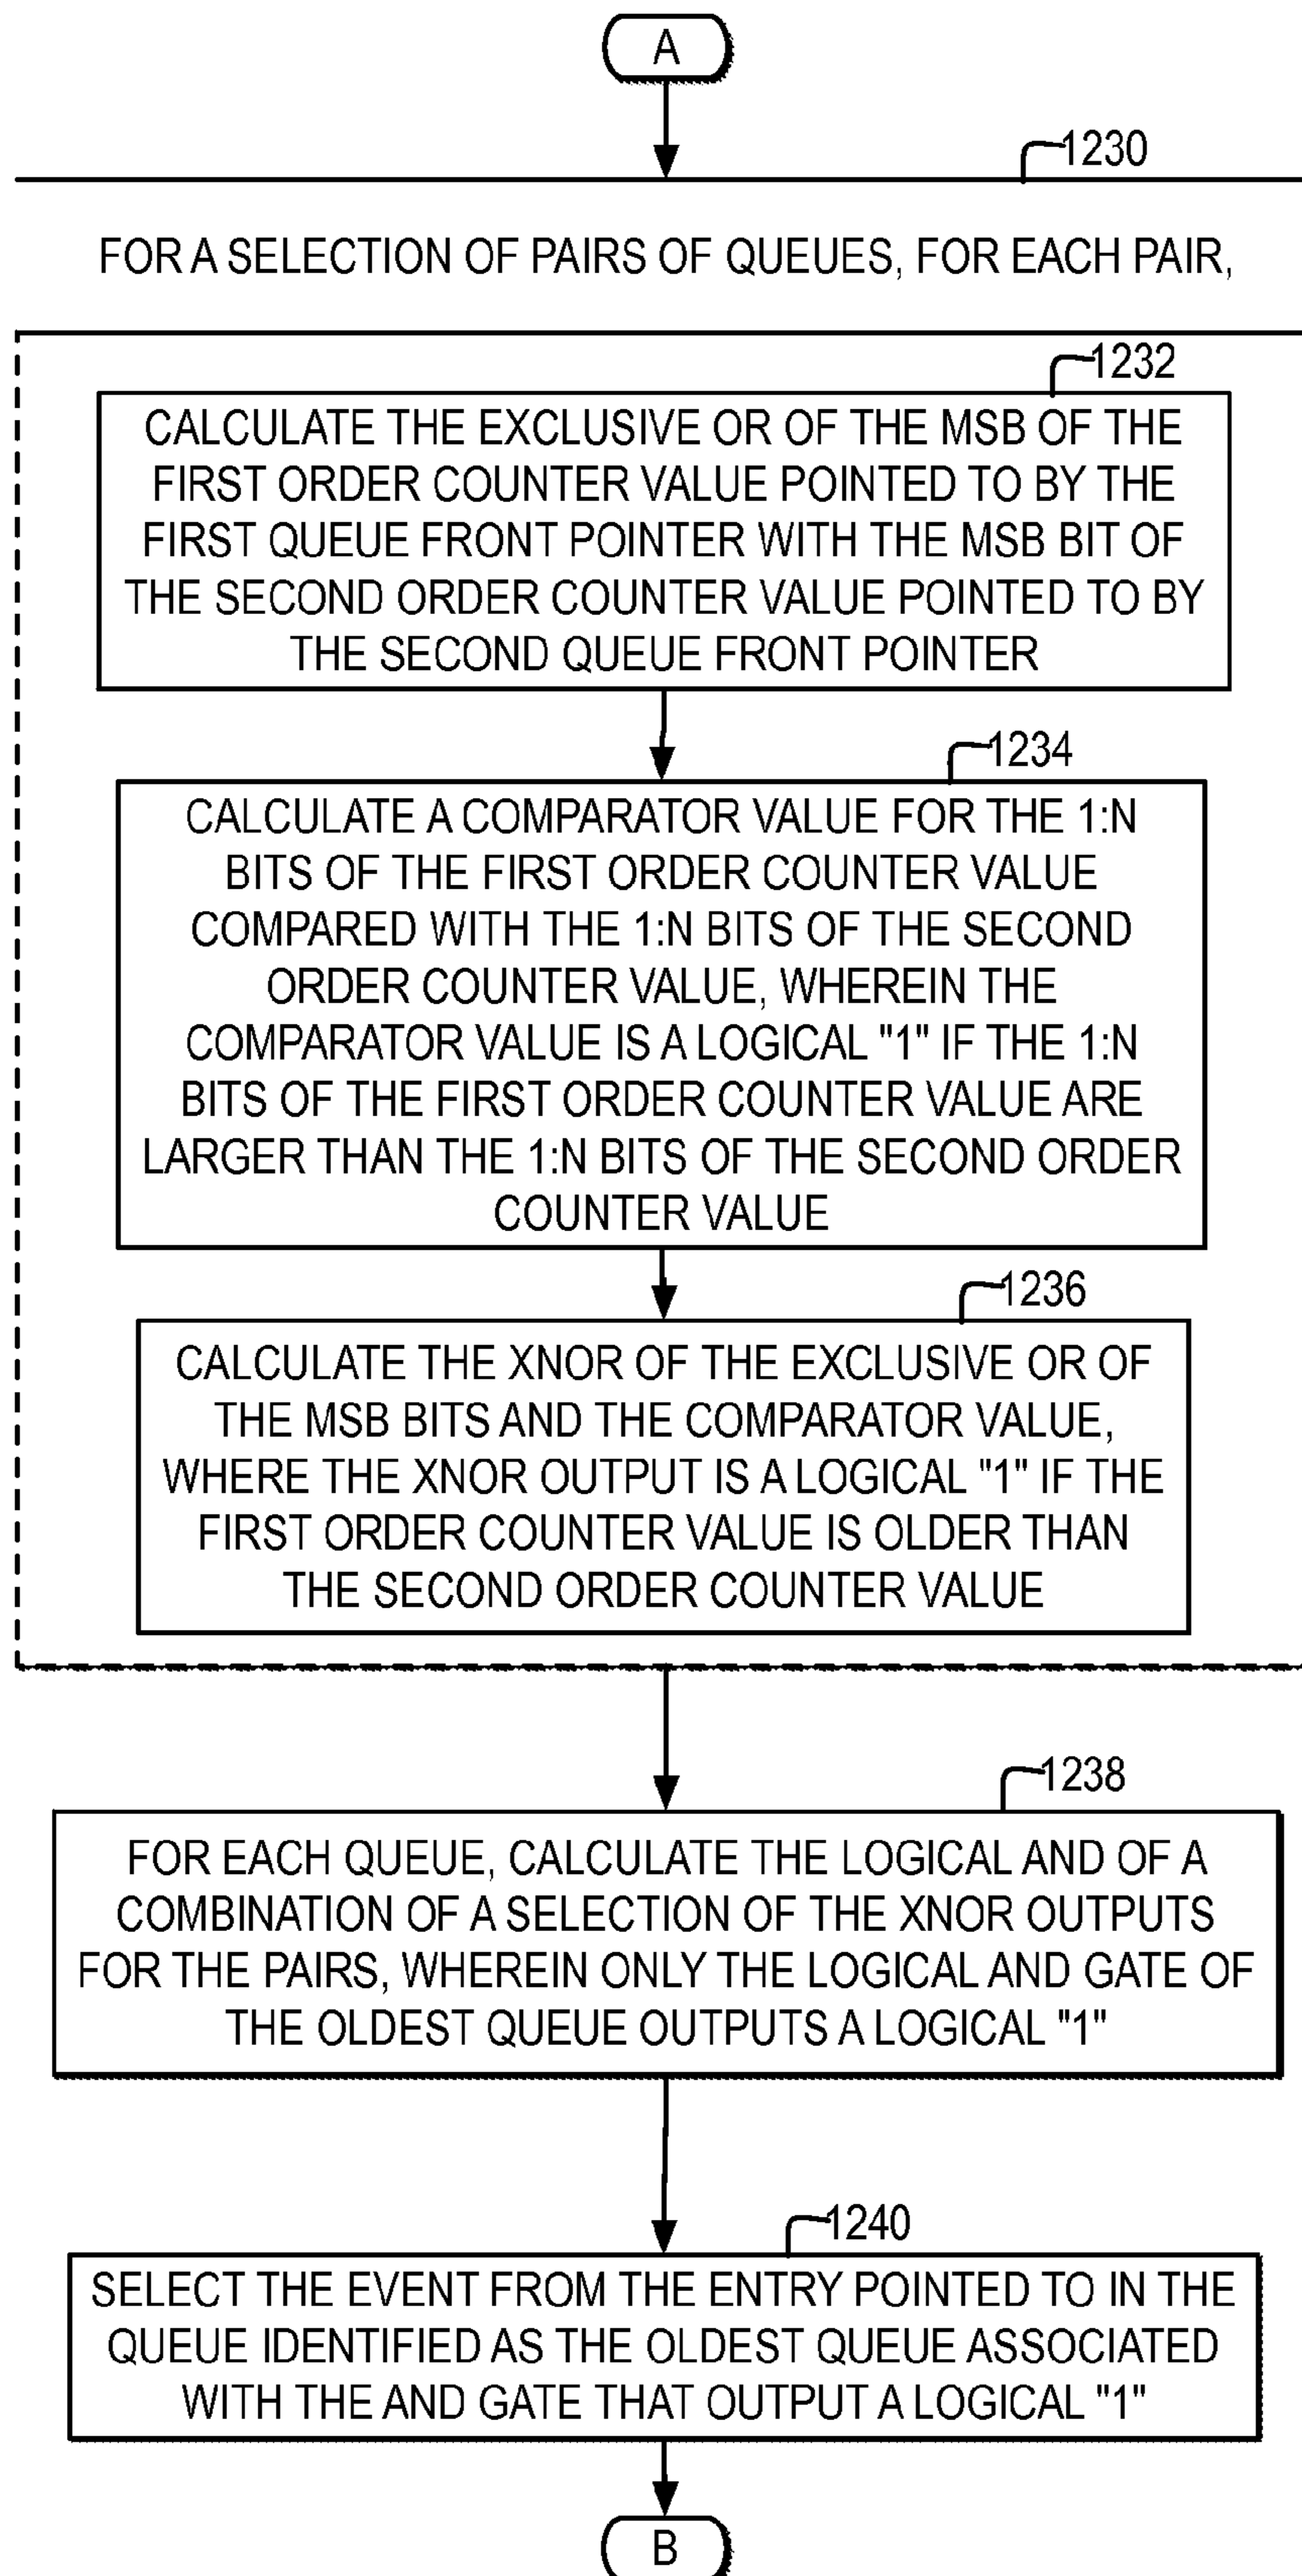 A
1230
FOR A SELECTION OF PAIRS OF QUEUES, FOR EACH PAIR,
1232
CALCULATE THE EXCLUSIVE OR OF THE MSB OF THE
FIRST ORDER COUNTER VALUE POINTED TO BY THE
FIRST QUEUE FRONT POINTER WITH THE MSB BIT OF
THE SECOND ORDER COUNTER VALUE POINTED TO BY
THE SECOND QUEUE FRONT POINTER
1234
CALCULATE A COMPARATOR VALUE FOR THE 1:N
BITS OF THE FIRST ORDER COUNTER VALUE
COMPARED WITH THE 1:N BITS OF THE SECOND
ORDER COUNTER VALUE, WHEREIN THE
COMPARATOR VALUE IS A LOGICAL "1" IF THE 1:N
BITS OF THE FIRST ORDER COUNTER VALUE ARE
LARGER THAN THE 1:N BITS OF THE SECOND ORDER
COUNTER VALUE
1236
CALCULATE THE XNOR OF THE EXCLUSIVE OR OF
THE MSB BITS AND THE COMPARATOR VALUE,
WHERE THE XNOR OUTPUT IS A LOGICAL "1" IF THE
FIRST ORDER COUNTER VALUE IS OLDER THAN
THE SECOND ORDER COUNTER VALUE
1238
FOR EACH QUEUE, CALCULATE THE LOGICAL AND OF A
COMBINATION OF A SELECTION OF THE XNOR OUTPUTS
FOR THE PAIRS, WHEREIN ONLY THE LOGICAL AND GATE OF
THE OLDEST QUEUE OUTPUTS A LOGICAL "1"
1240
SELECT THE EVENT FROM THE ENTRY POINTED TO IN THE
QUEUE IDENTIFIED AS THE OLDEST QUEUE ASSOCIATED
WITH THE AND GATE THAT OUTPUT A LOGICAL "1"
B